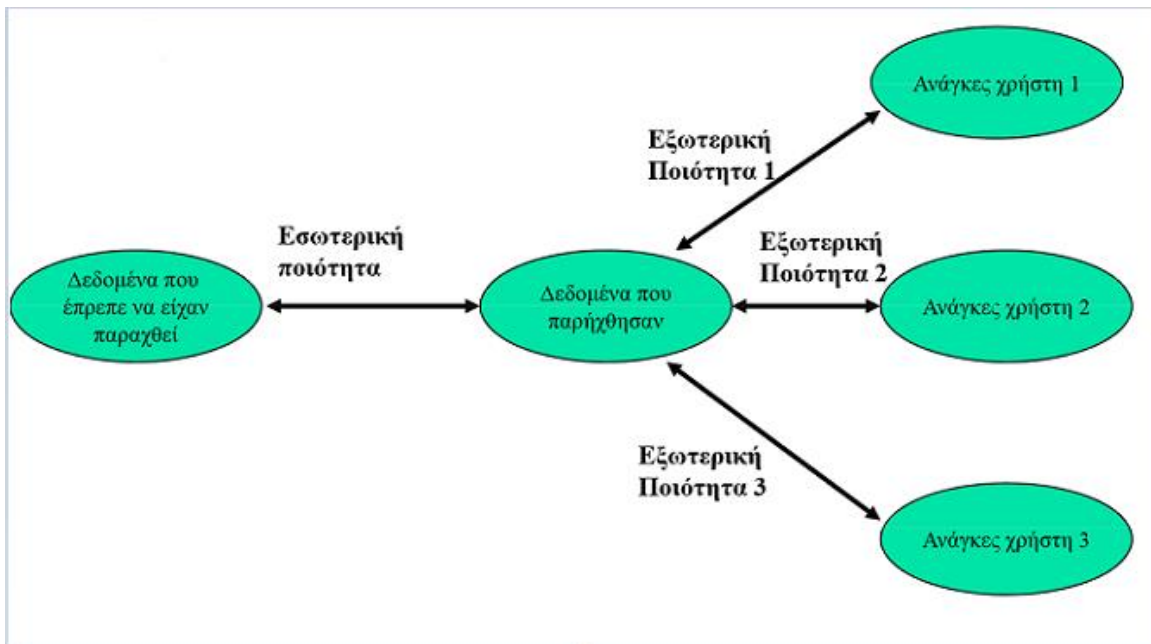 Ανάγκες χρήστη 1
Εξωτερική
Ποιότητα 1
Εσωτερική
ποιότητα
Εξωτερική
Ποιότητα 2
Δεδομένα που
έπρεπε να είχαν
παραχθεί
Δεδομένα που
παρήχθησαν
Ανάγκες χρήστη 2
Εξωτερική
Ποιότητα 3
Ανάγκες χρήστη 3